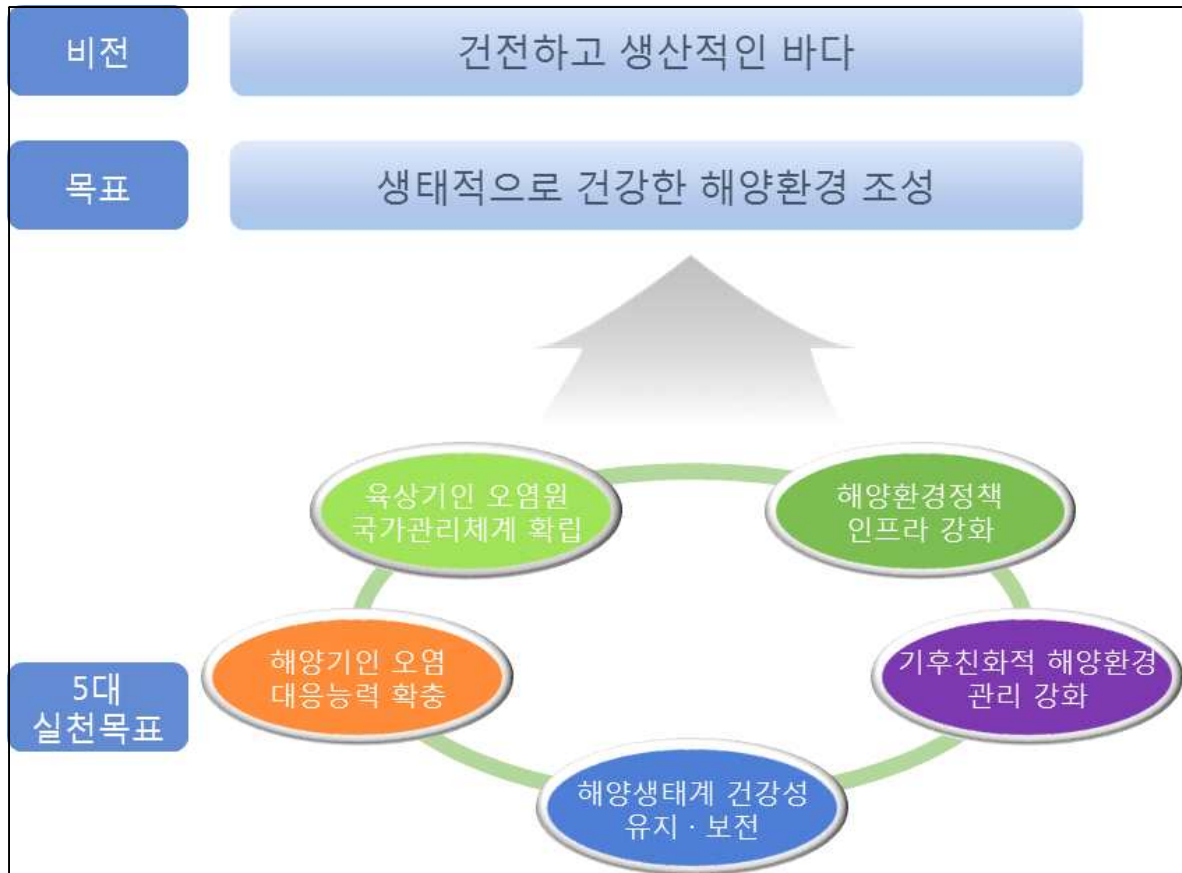 비전
건전하고 생산적인 바다
목표
생태적으로 건강한 해양환경 조성
육상기인 오염원
국가관리체계 확립
해양환경정책
인프라 강화
해양기인 오염
대응능력 확충
기후친화적 해양환경
관리 강화
5대
실천목표
해양생태계 건강성
유지 · 보전